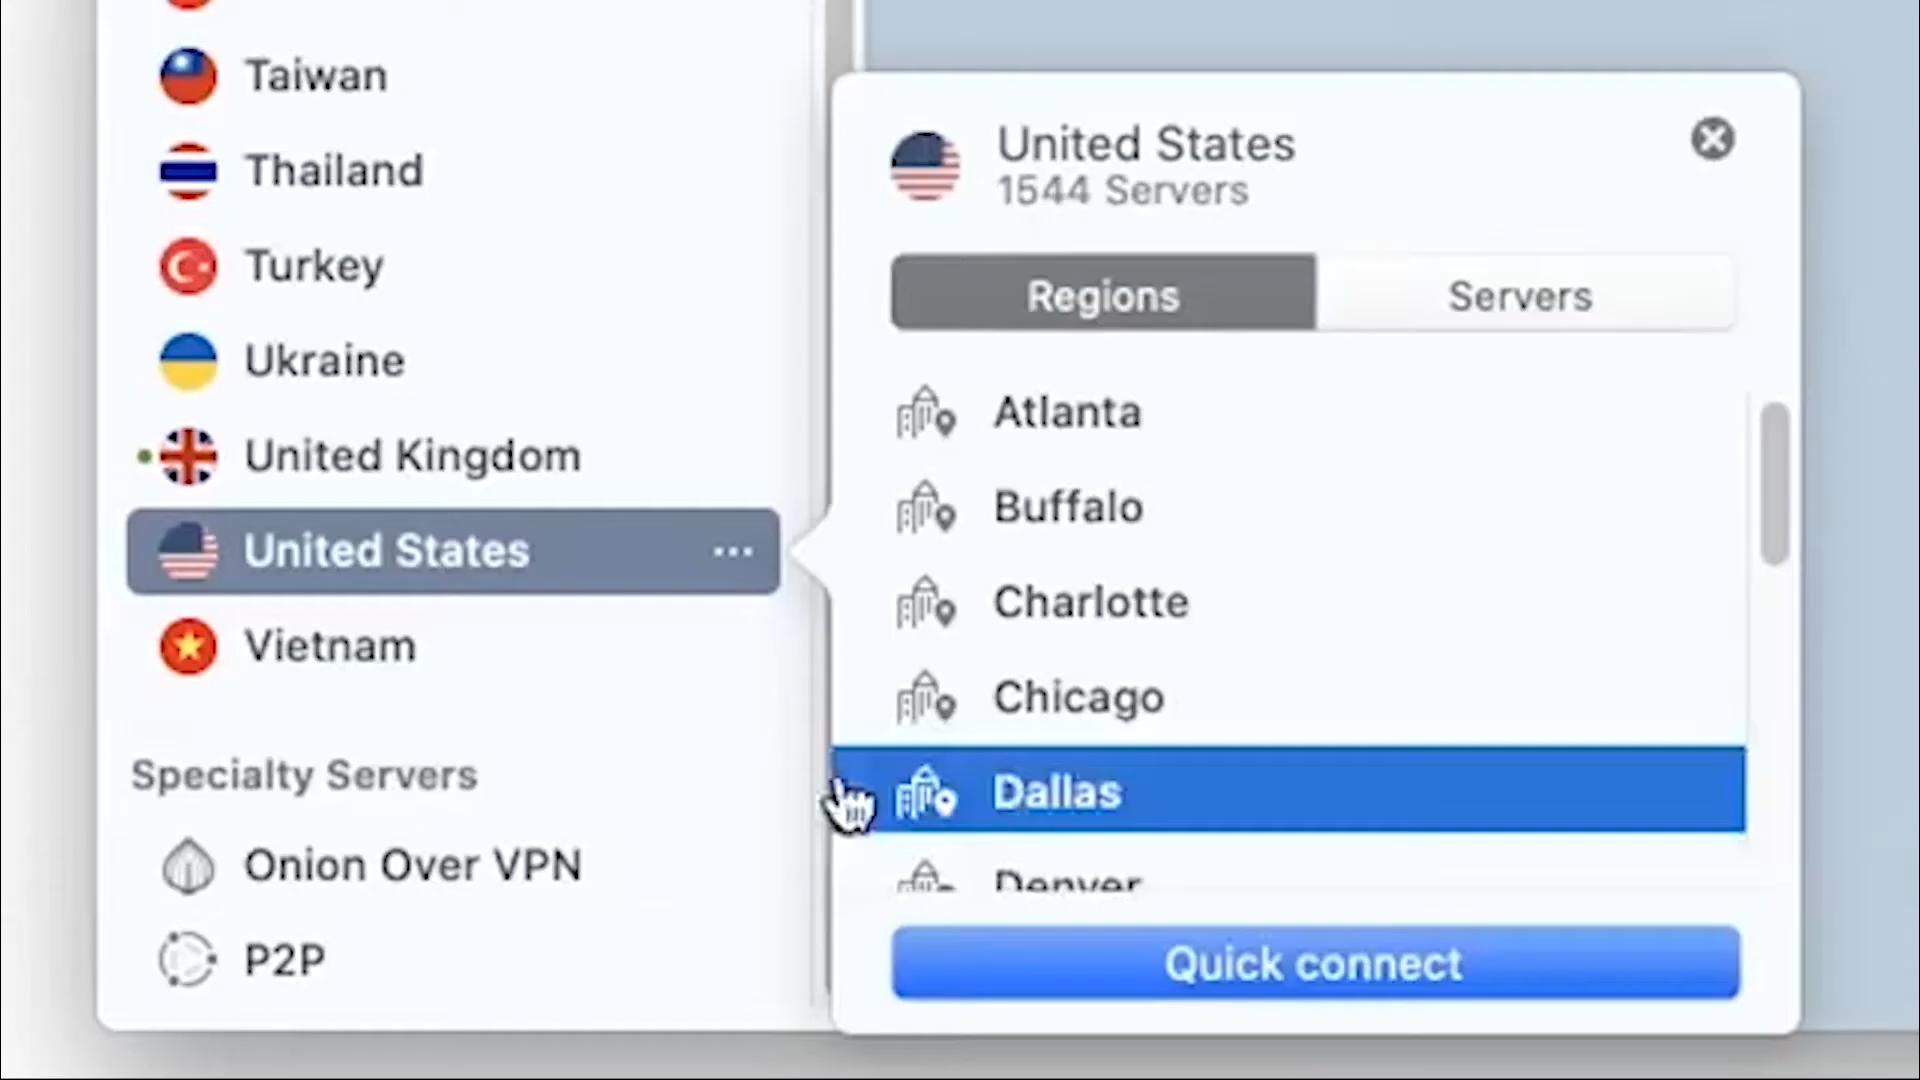 Taiwan
Thailand
Turkey
Ukraine
United Kingdom
United States
Vietnam
Specialty Servers
Onion Over VPN
P2P
United States
1544 Servers
Regions
Servers
Atlanta
Buffalo
Charlotte
Chicago
Dallas
Denver
Quick connect